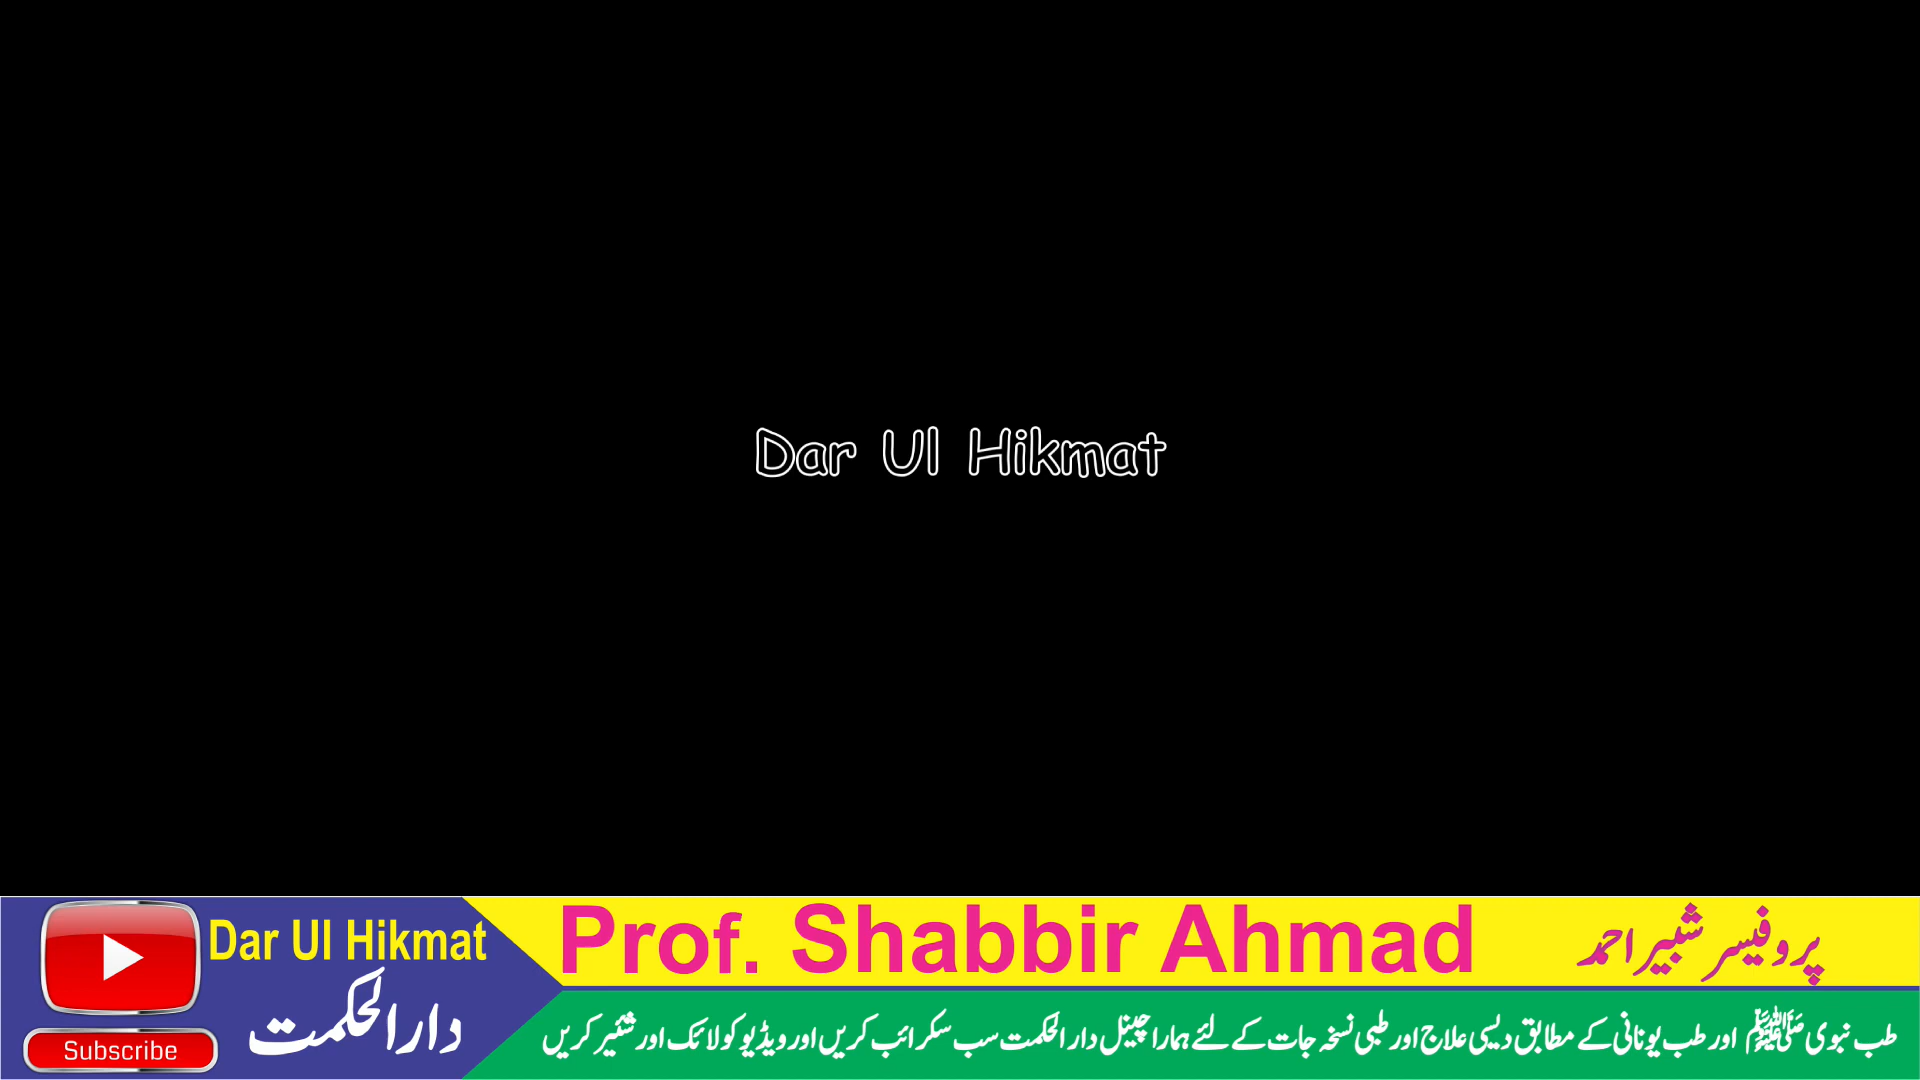 Dar Ul Hikmat
Dar Ul Hikmat
دارالحکمت
Subscribe
Prof. Shabbir Ahmad
پروفیسر شبیر احمد
طب نبوی ﷺ اور طب یونانی کے مطابق دیسی علاج اور طبی نسخہ جات کے لئے ہمارا چینل دارالحکمت سب سکرائب کریں اور ویڈیو کو لائک اور شئیر کریں